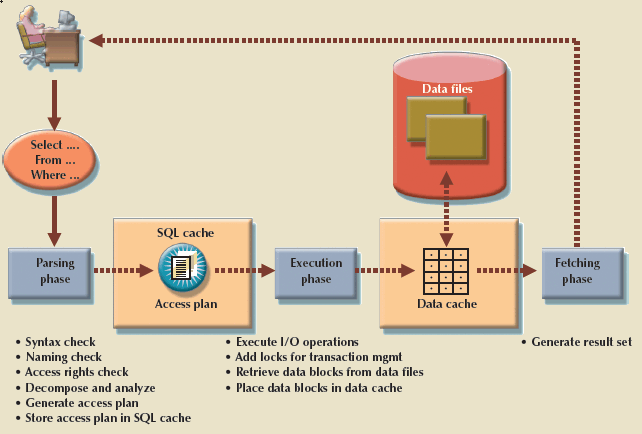 Data files
Select ....
From ...
Where ...
SQL cache
Parsing
phase
Access plan
Execution
phase
Data cache
Fetching
phase
• Syntax check
• Naming check
• Access rights check
• Decompose and analyze
• Generate access plan
• Store access plan in SQL cache
• Execute I/O operations
• Add locks for transaction mgmt
• Retrieve data blocks from data files
• Place data blocks in data cache
• Generate result set